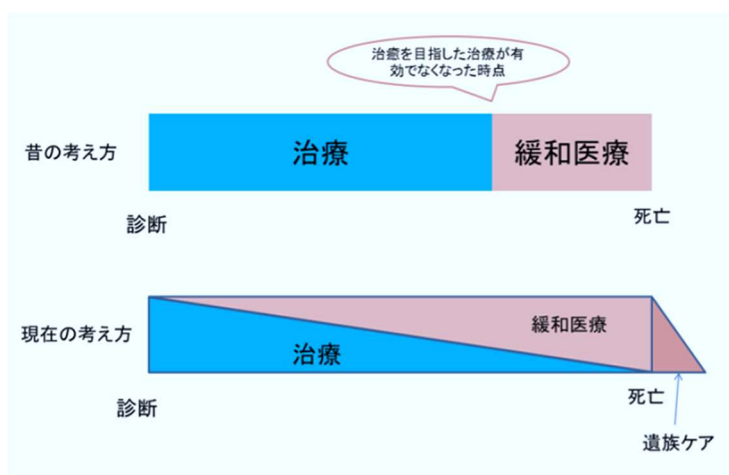 治癒を目指した治療が有
効でなくなった時点
昔の考え方
治療
緩和医療
診断
死亡
現在の考え方
緩和医療
治療
診断
死亡
遺族ケア